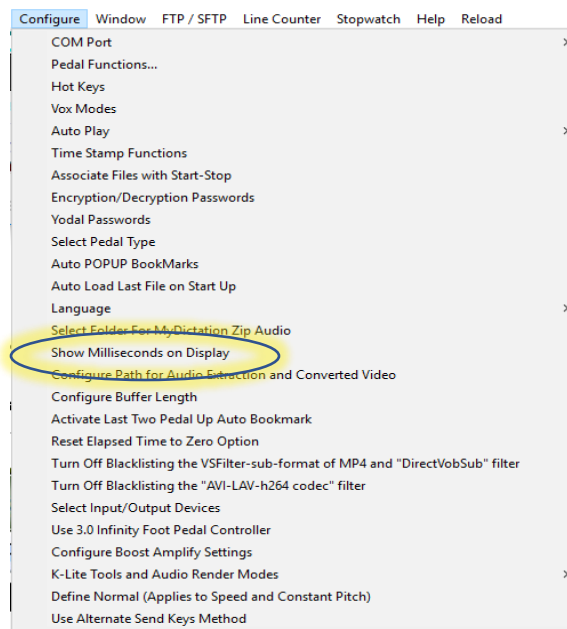 Configure Window FTP / SFTP Line Counter Stopwatch Help Reload
COM Port
Pedal Functions...
Hot Keys
Vox Modes
Auto Play
Time Stamp Functions
Associate Files with Start-Stop
Encryption/Decryption Passwords
Yodal Passwords
Select Pedal Type
Auto POPUP BookMarks
Auto Load Last File on Start Up
Language
Select Folder For MyDictation Zip Audio
Show Milliseconds on Display
Configure Path for Audio Extraction and Converted Video
Configure Buffer Length
Activate Last Two Pedal Up Auto Bookmark
Reset Elapsed Time to Zero Option
Turn Off Blacklisting the VSFilter-sub-format of MP4 and "DirectVobSub" filter
Turn Off Blacklisting the "AVI-LAV-h264 codec" filter
Select Input/Output Devices
Use 3.0 Infinity Foot Pedal Controller
Configure Boost Amplify Settings
K-Lite Tools and Audio Render Modes
Define Normal (Applies to Speed and Constant Pitch)
Use Alternate Send Keys Method